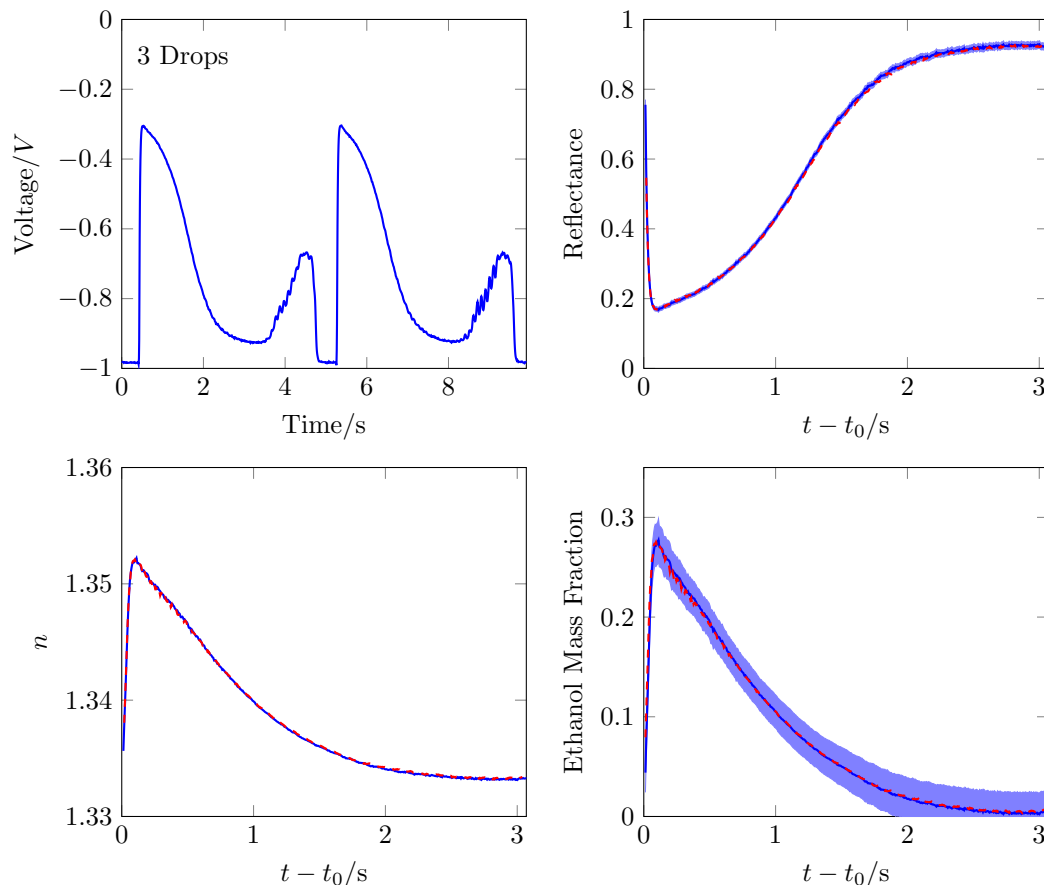 0
−0.2
−0.4
−0.6
−0.8
−1
Voltage/V
3 Drops
0 2 4 6 8
Time/s
1
0.8
0.6
0.4
0.2
0
Reflectance
0 1 2 3
t − t₀/s
1.36
1.35
1.34
1.33
n
0 1 2 3
t − t₀/s
0.3
0.2
0.1
0
Ethanol Mass Fraction
0 1 2 3
t − t₀/s